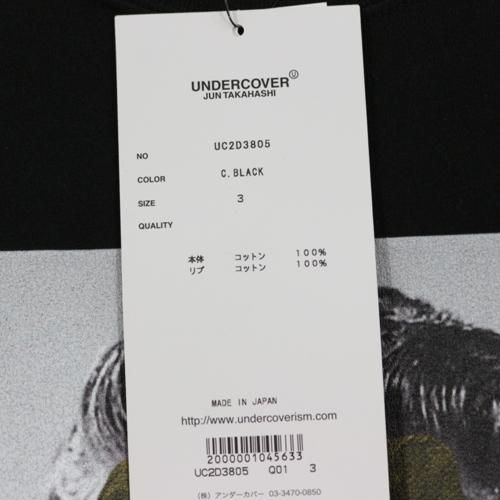 UNDERCOVER Ⓤ
JUN TAKAHASHI
NO UC2D3805
COLOR C.BLACK
SIZE 3
QUALITY
本体 コットン 100%
リブ コットン 100%
MADE IN JAPAN
http://www.undercoverism.com
2000001045633
UC2D3805 Q01 3
(株) アンダーカバー 03-3470-0850